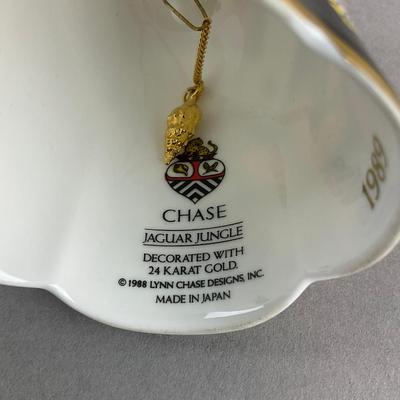 CHASE
JAGUAR JUNGLE
DECORATED WITH
24 KARAT GOLD.
©1988 LYNN CHASE DESIGNS, INC.
MADE IN JAPAN
1989